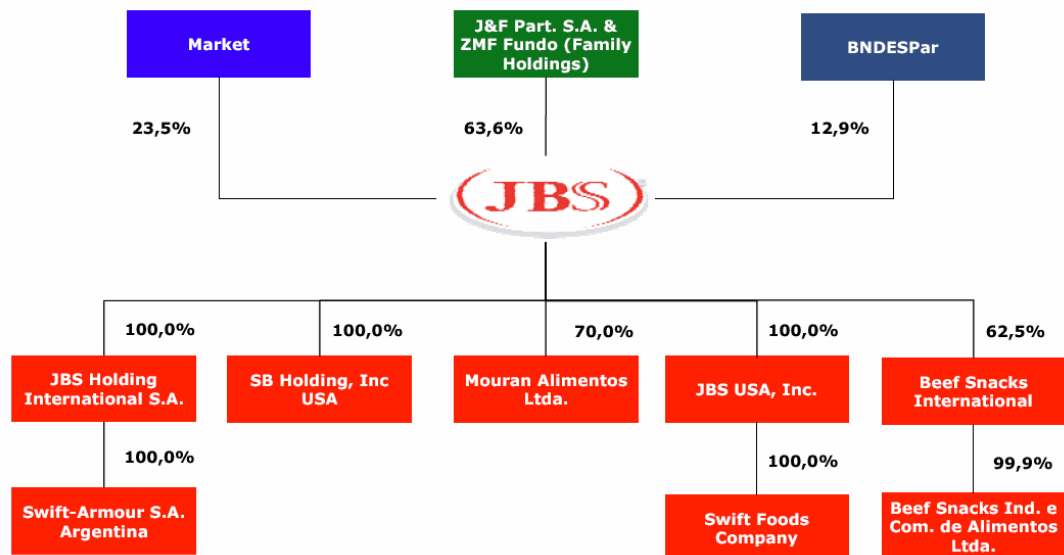 Market
J&F Part. S.A. &
ZMF Fundo (Family
Holdings)
BNDESPar
23,5%
63,6%
12,9%
JBS
100,0%
100,0%
70,0%
100,0%
62,5%
JBS Holding
International S.A.
SB Holding, Inc
USA
Mouran Alimentos
Ltda.
JBS USA, Inc.
Beef Snacks
International
100,0%
100,0%
99,9%
Swift-Armour S.A.
Argentina
Swift Foods
Company
Beef Snacks Ind. e
Com. de Alimentos
Ltda.